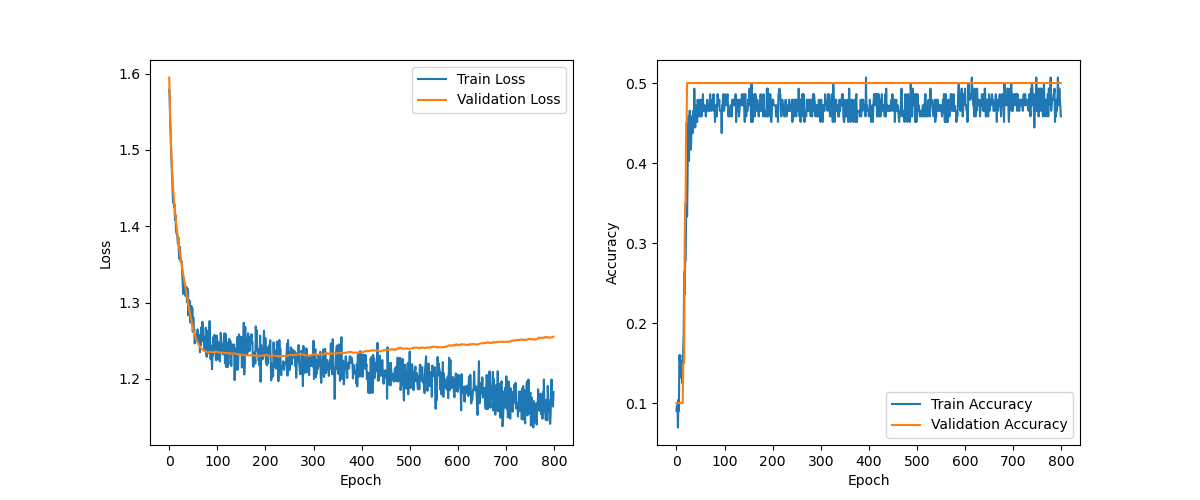 1.6
1.5
1.4
1.3
1.2
Loss
0 100 200 300 400 500 600 700 800
Epoch
Train Loss
Validation Loss
0.5
0.4
0.3
0.2
0.1
Accuracy
0 100 200 300 400 500 600 700 800
Epoch
Train Accuracy
Validation Accuracy